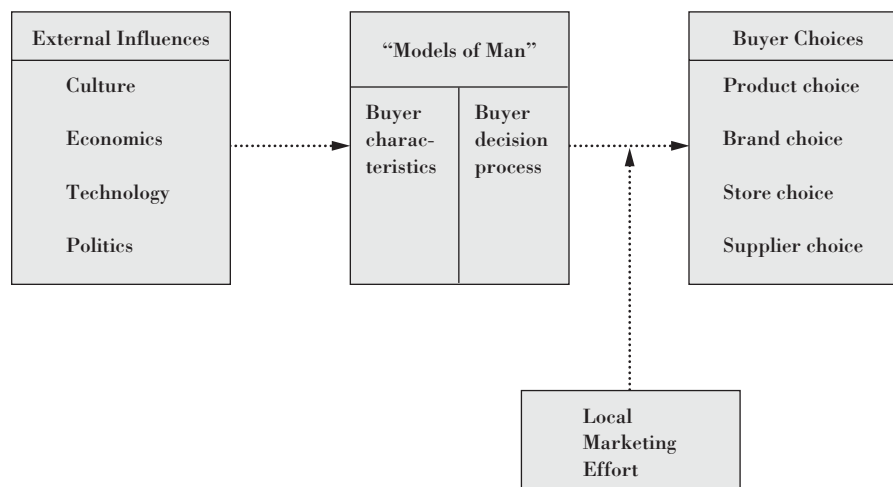 External Influences
Culture
Economics
Technology
Politics
“Models of Man”
Buyer
charac-
teristics
Buyer
decision
process
Buyer Choices
Product choice
Brand choice
Store choice
Supplier choice
Local
Marketing
Effort